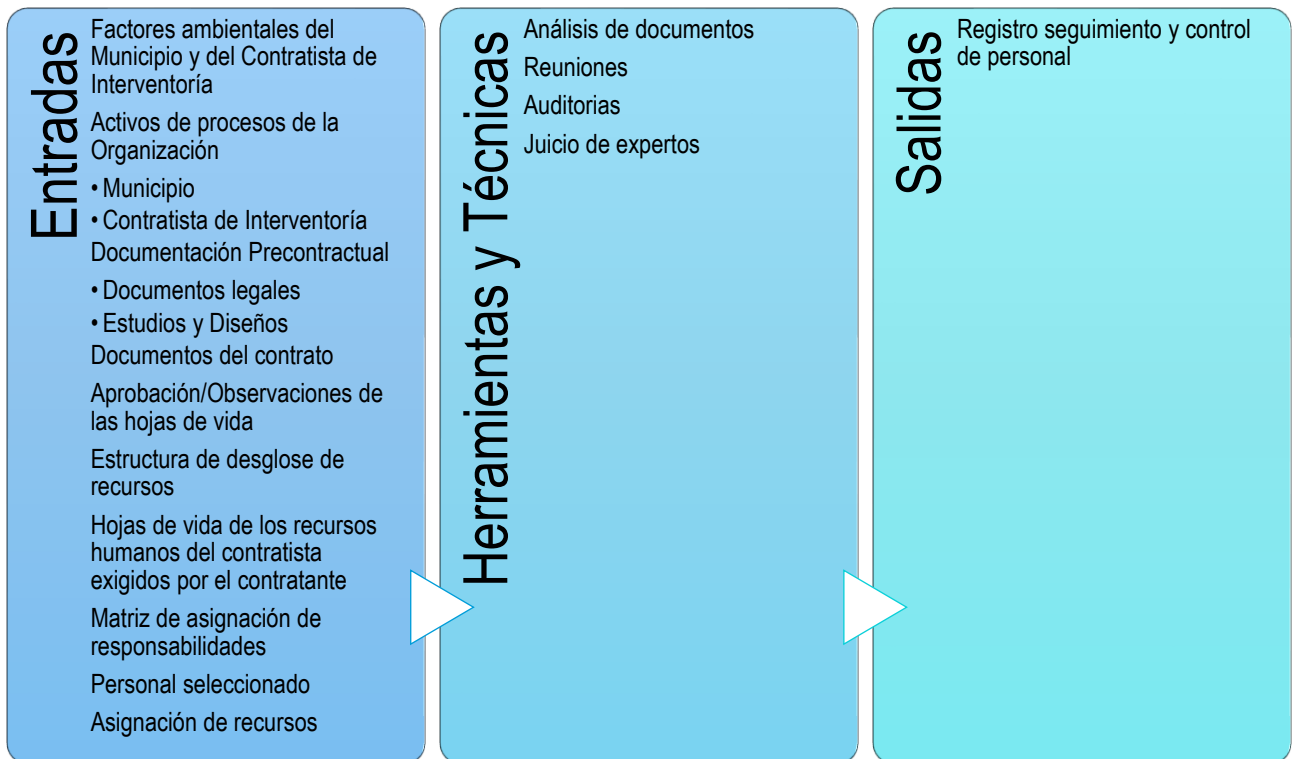 Entradas
Factores ambientales del
Municipio y del Contratista de
Interventoría
Activos de procesos de la
Organización
• Municipio
• Contratista de Interventoría
Documentación Precontractual
• Documentos legales
• Estudios y Diseños
Documentos del contrato
Aprobación/Observaciones de
las hojas de vida
Estructura de desglose de
recursos
Hojas de vida de los recursos
humanos del contratista
exigidos por el contratante
Matriz de asignación de
responsabilidades
Personal seleccionado
Asignación de recursos
Herramientas y Técnicas
Análisis de documentos
Reuniones
Auditorias
Juicio de expertos
Salidas
Registro seguimiento y control
de personal